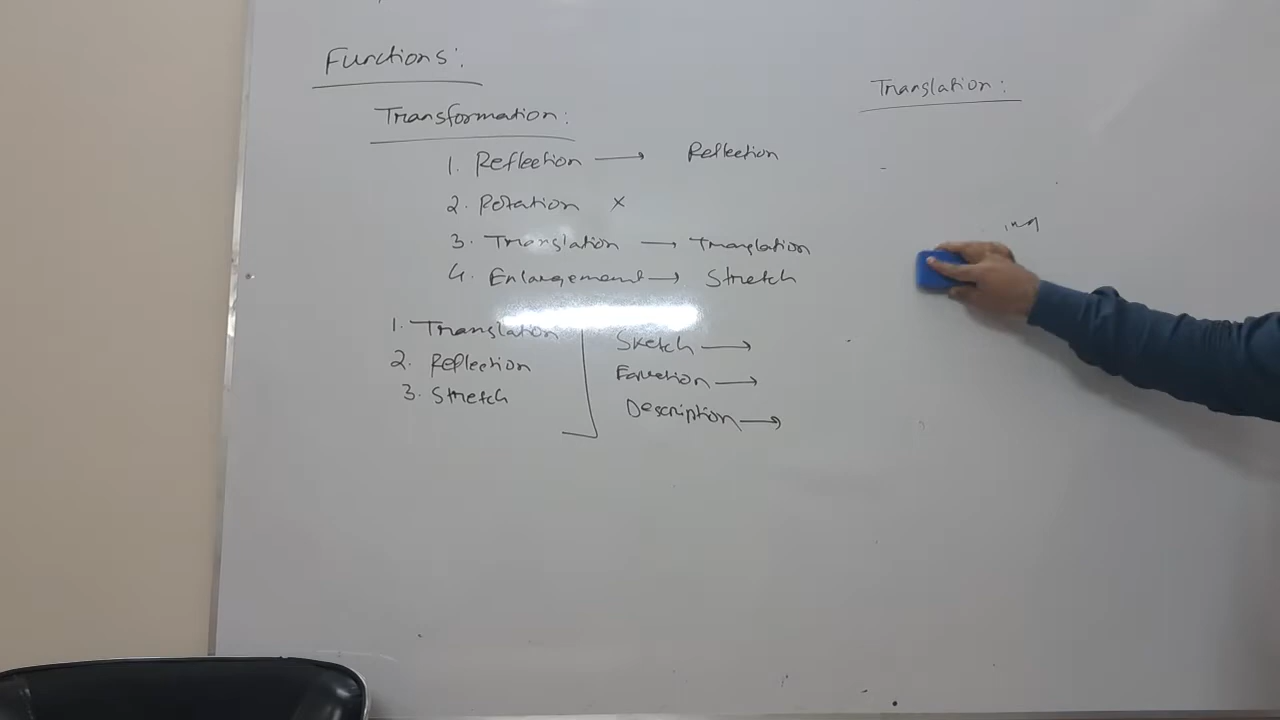 Functions:
Transformation:
1. Reflection → Reflection
2. Rotation ×
3. Translation → Translation
4. Enlargement → Stretch
1. Translation
2. Reflection
3. Stretch
Sketch →
Function →
Description →
Translation: